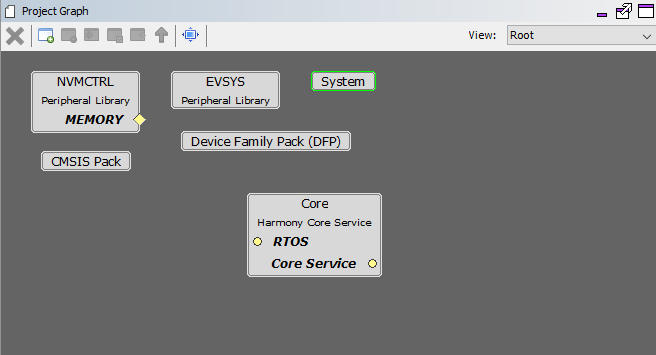 Project Graph
View: Root
NVMCTRL
Peripheral Library
MEMORY
EVSYS
Peripheral Library
System
Device Family Pack (DFP)
CMSIS Pack
Core
Harmony Core Service
RTOS
Core Service